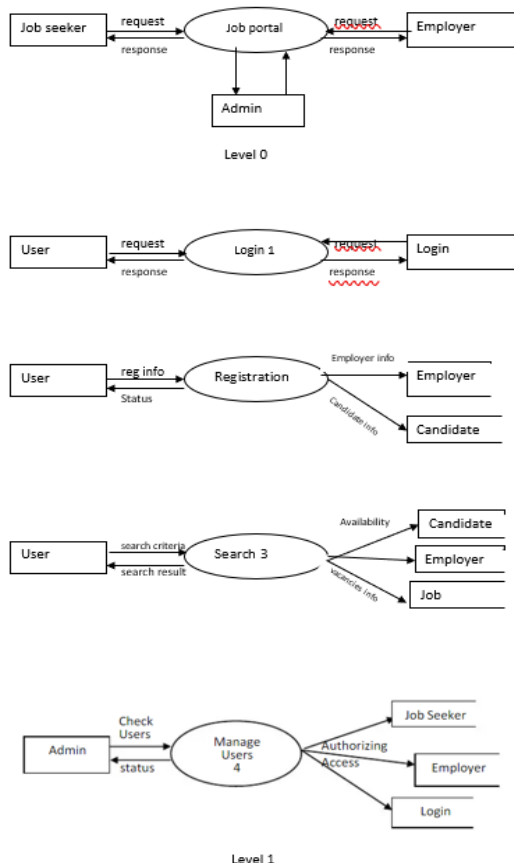 Job seeker
request
response
Job portal
request
response
Employer
Admin
Level 0
User
request
response
Login 1
request
response
Login
User
reg info
Status
Registration
Employer info
Candidate info
Employer
Candidate
User
search criteria
search result
Search 3
Availability
vacancies info
Candidate
Employer
Job
Admin
Check
Users
status
Manage
Users
4
Authorizing
Access
Job Seeker
Employer
Login
Level 1